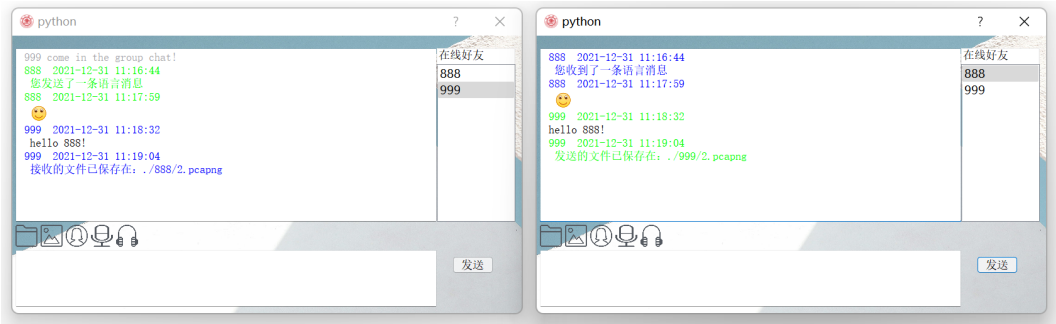 python
?
999 come in the group chat!
888 2021-12-31 11:16:44
您发送了一条语言消息
888 2021-12-31 11:17:59
999 2021-12-31 11:18:32
hello 888!
999 2021-12-31 11:19:04
接收的文件已保存在: ./888/2.pcapng
在线好友
888
999
发送
python
?
888 2021-12-31 11:16:44
您收到了一条语言消息
888 2021-12-31 11:17:59
999 2021-12-31 11:18:32
hello 888!
999 2021-12-31 11:19:04
发送的文件已保存在: ./999/2.pcapng
在线好友
888
999
发送